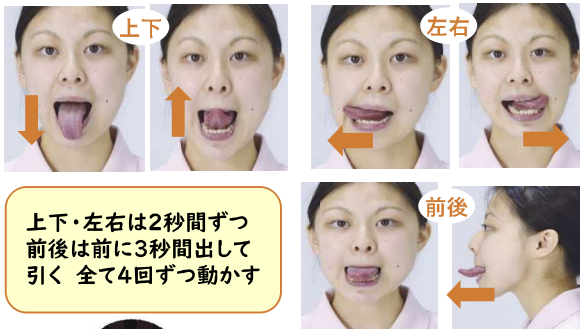 上下
左右
前後
上下・左右は2秒間ずつ
前後は前に3秒間出して
引く 全て4回ずつ動かす